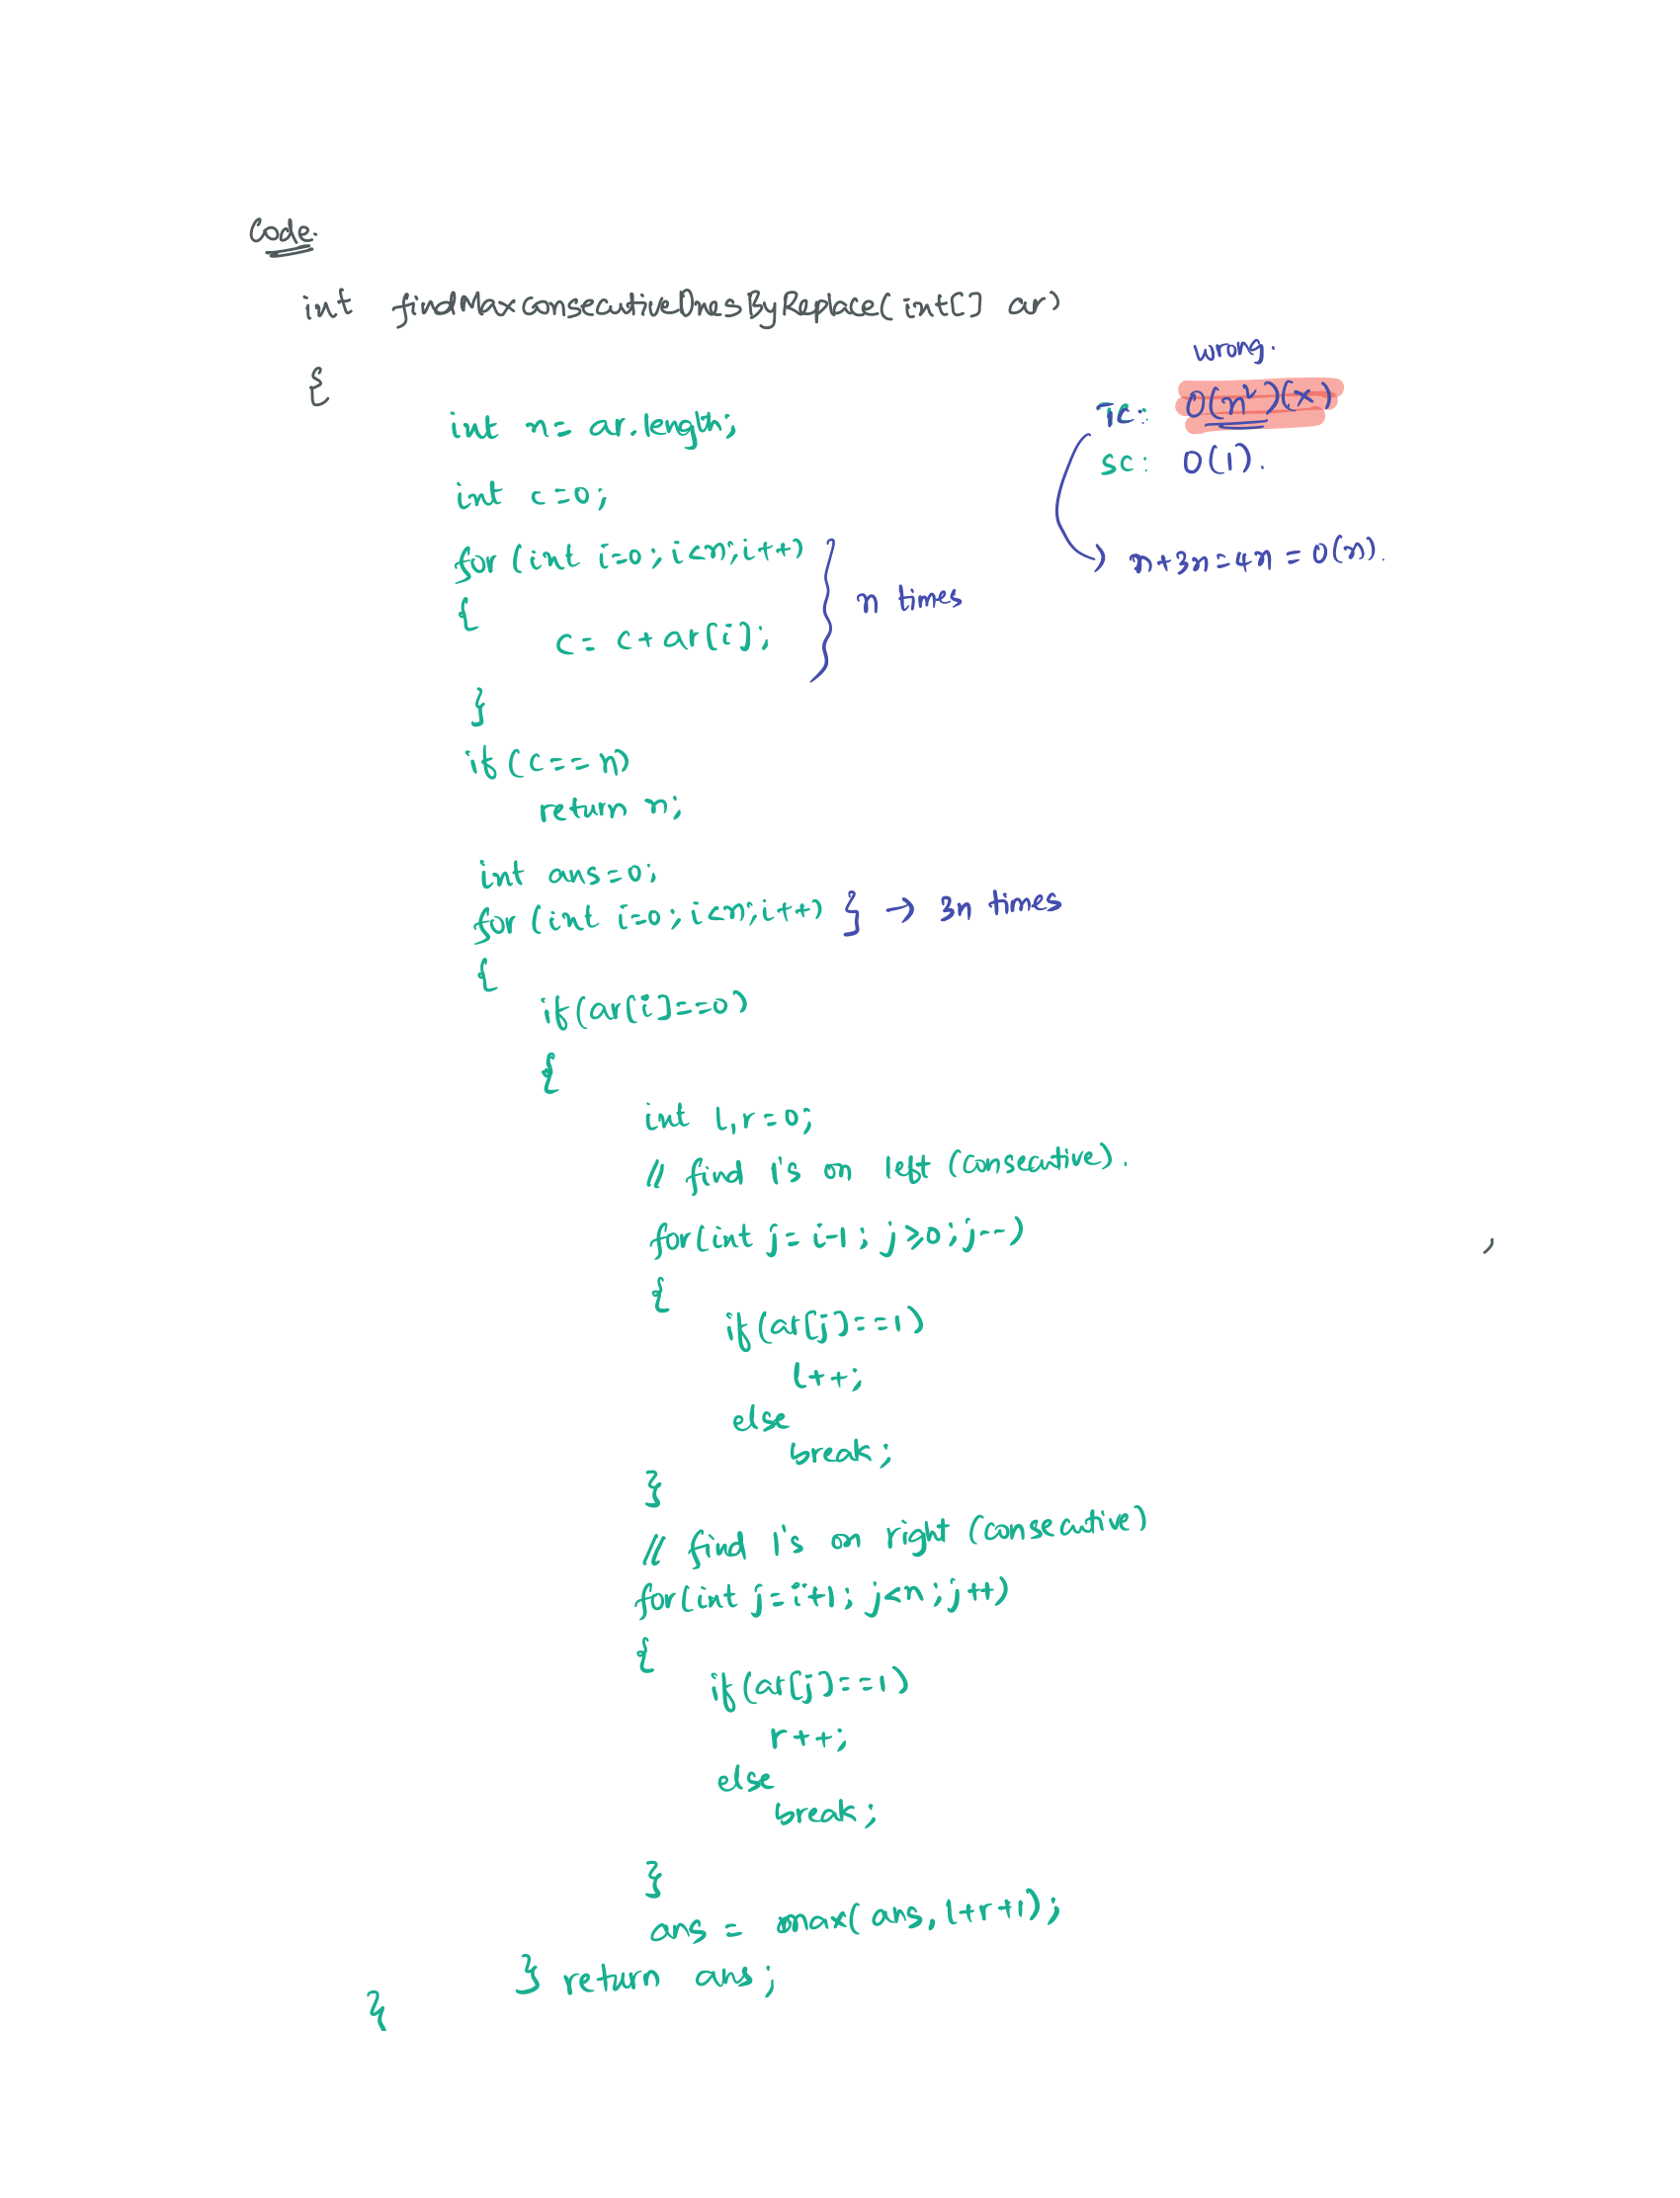 Code.
int findMaxConsecutiveOnesByReplace(int[] ar)
{
wrong.
int n= ar.length;
TC: O(n²)(x)
SC: O(1).
int c=0;
for (int i=0; i<n; i++)
n+3n=4n = O(n).
{
n times
c= c+ar[i];
}
if (c== n)
return n;
int ans=0;
for (int i=0; i<n; i++) } → 3n times
{
if(ar[i]==0)
{
int l,r=0;
// find 1's on left (consecutive).
for(int j= i-1; j≥0; j--)
{
if(ar[j]==1)
l++;
else
break;
}
// find 1's on right (consecutive)
for(int j=i+1; j<n; j++)
{
if(ar[j]==1)
r++;
else
break;
}
ans = max(ans, l+r+1);
} return ans;
}